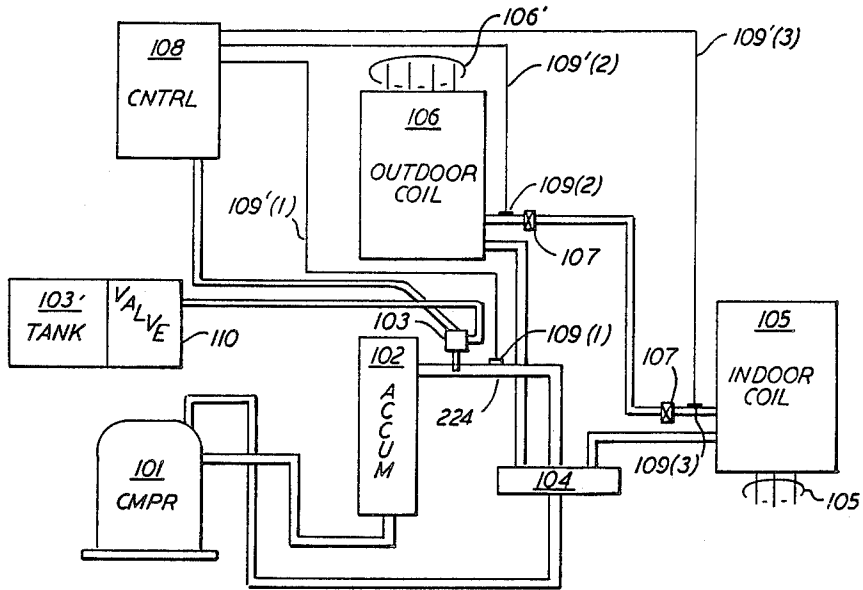 106'
109'(3)
108
CNTRL
109'(2)
106
OUTDOOR
COIL
109(2)
109'(1)
107
103'
TANK
VALVE
110
103
109(1)
102
ACCUM
224
105
INDOOR
COIL
107
109(3)
101
CMPR
104
105